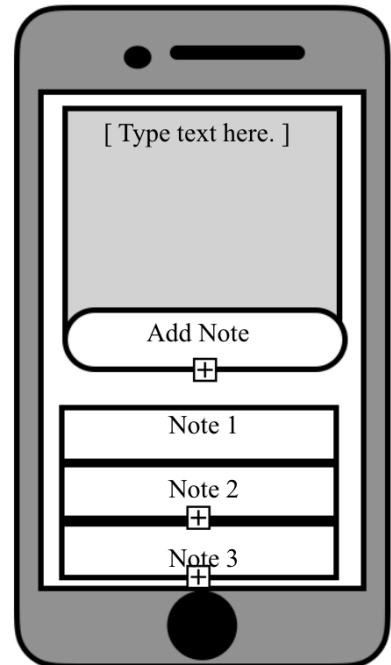 [ Type text here. ]
Add Note
Note 1
Note 2
Note 3